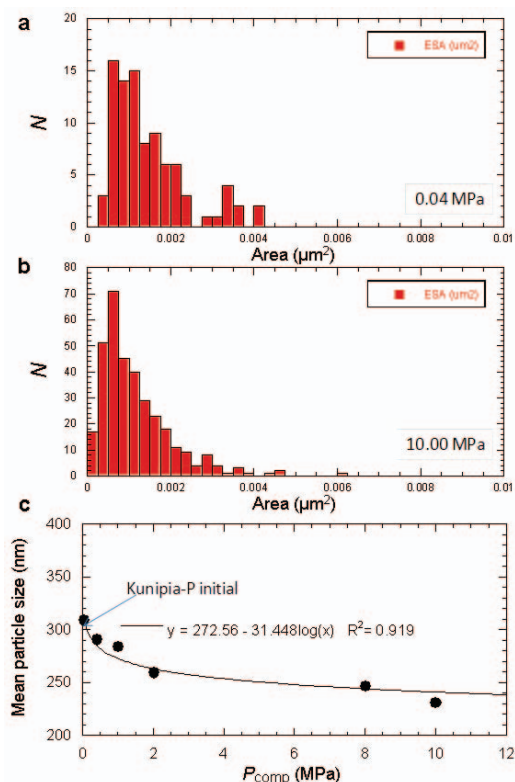 a
20
15
10
5
0
N
ESA (um2)
0.04 MPa
0
0.002
0.004
0.006
0.008
0.01
Area (µm²)
b
80
70
60
50
40
30
20
10
0
N
ESA (um2)
10.00 MPa
0
0.002
0.004
0.006
0.008
0.01
Area (µm²)
c
400
350
300
250
200
Mean particle size (nm)
Kunipia-P initial
y = 272.56 - 31.448log(x) R²= 0.919
0 2 4 6 8 10 12
Pcomp (MPa)